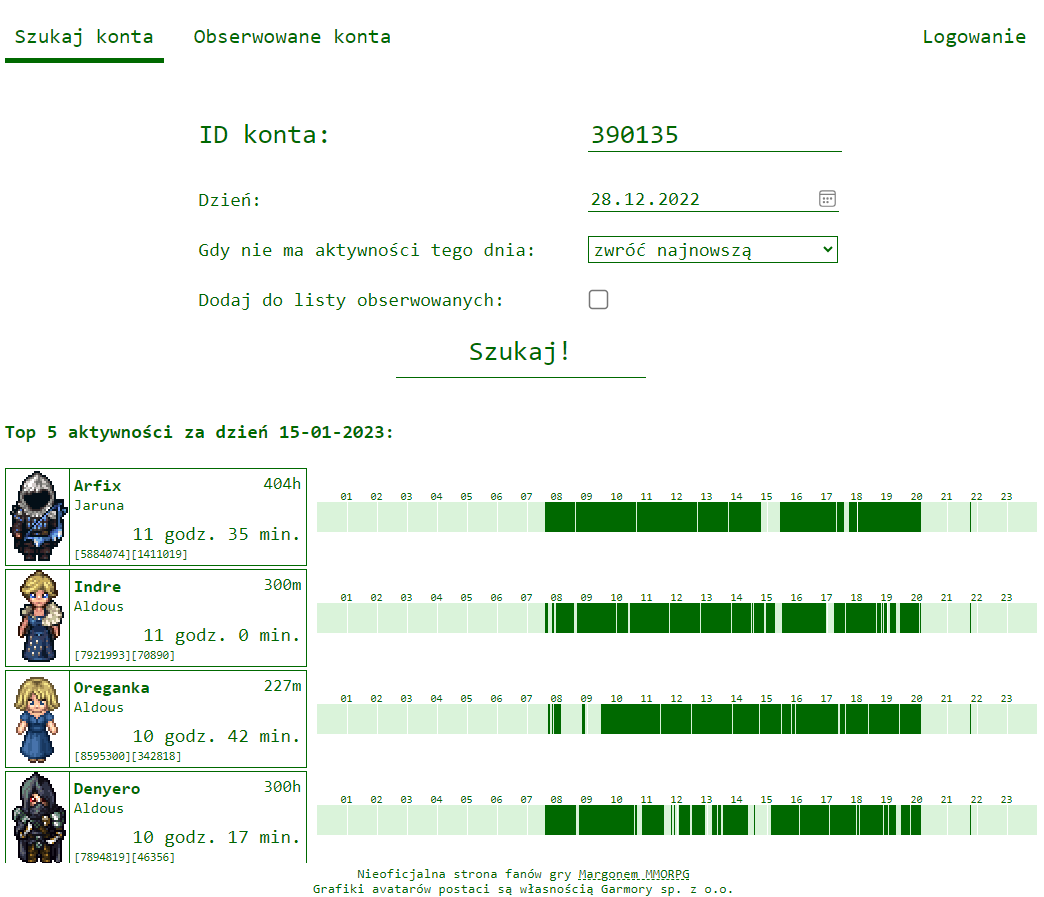 Szukaj konta Obserwowane konta Logowanie
ID konta: 390135
Dzień: 28.12.2022
Gdy nie ma aktywności tego dnia: zwróć najnowszą
Dodaj do listy obserwowanych:
Szukaj!
Top 5 aktywności za dzień 15-01-2023:
Arfix 404h
Jaruna
11 godz. 35 min.
[5884074][1411019]
01 02 03 04 05 06 07 08 09 10 11 12 13 14 15 16 17 18 19 20 21 22 23
Indre 300m
Aldous
11 godz. 0 min.
[7921993][70890]
01 02 03 04 05 06 07 08 09 10 11 12 13 14 15 16 17 18 19 20 21 22 23
Oreganka 227m
Aldous
10 godz. 42 min.
[8595300][342818]
01 02 03 04 05 06 07 08 09 10 11 12 13 14 15 16 17 18 19 20 21 22 23
Denyero 300h
Aldous
10 godz. 17 min.
[7894819][46356]
01 02 03 04 05 06 07 08 09 10 11 12 13 14 15 16 17 18 19 20 21 22 23
Nieoficjalna strona fanów gry Margonem MMORPG
Grafiki avatarów postaci są własnością Garmory sp. z o.o.